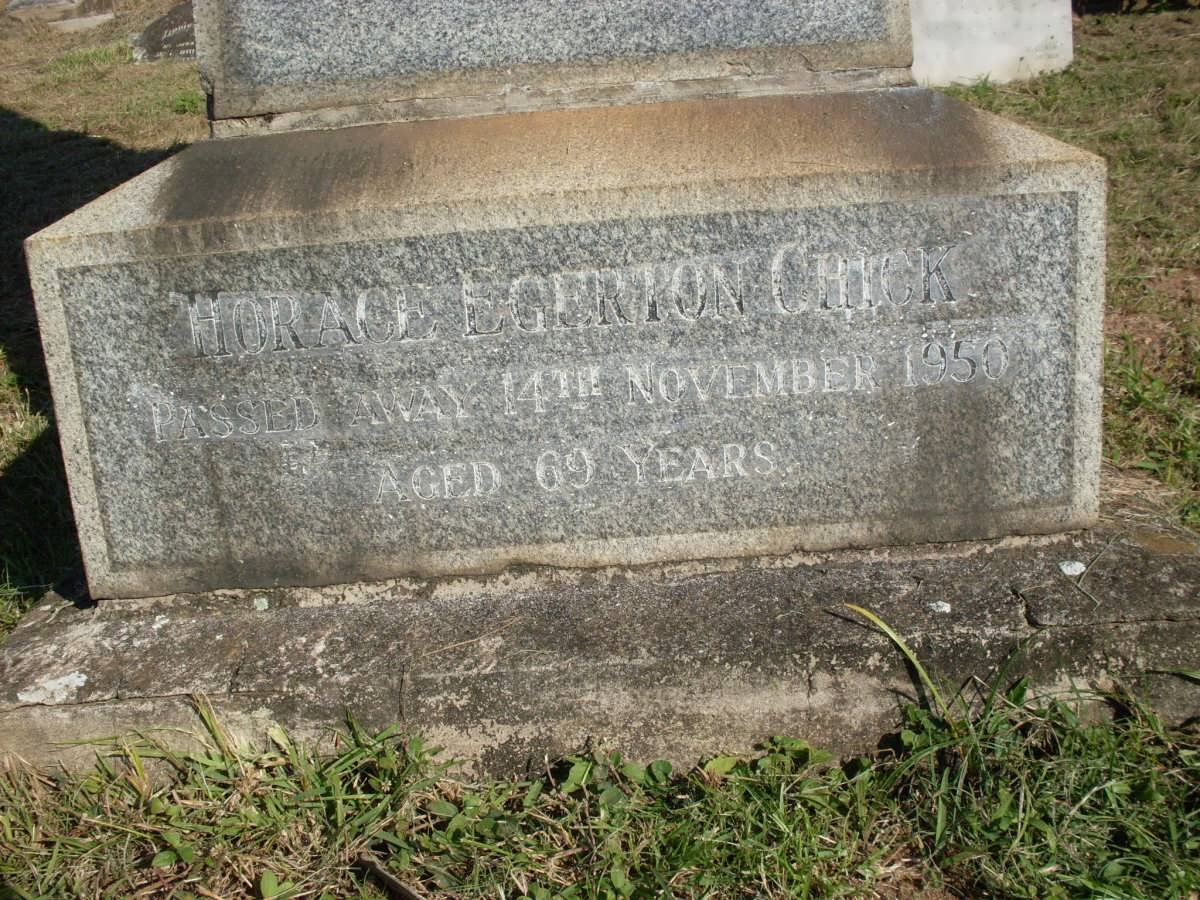 HORACE EGERTON CHICK
PASSED AWAY 14TH NOVEMBER 1950
AGED 69 YEARS.